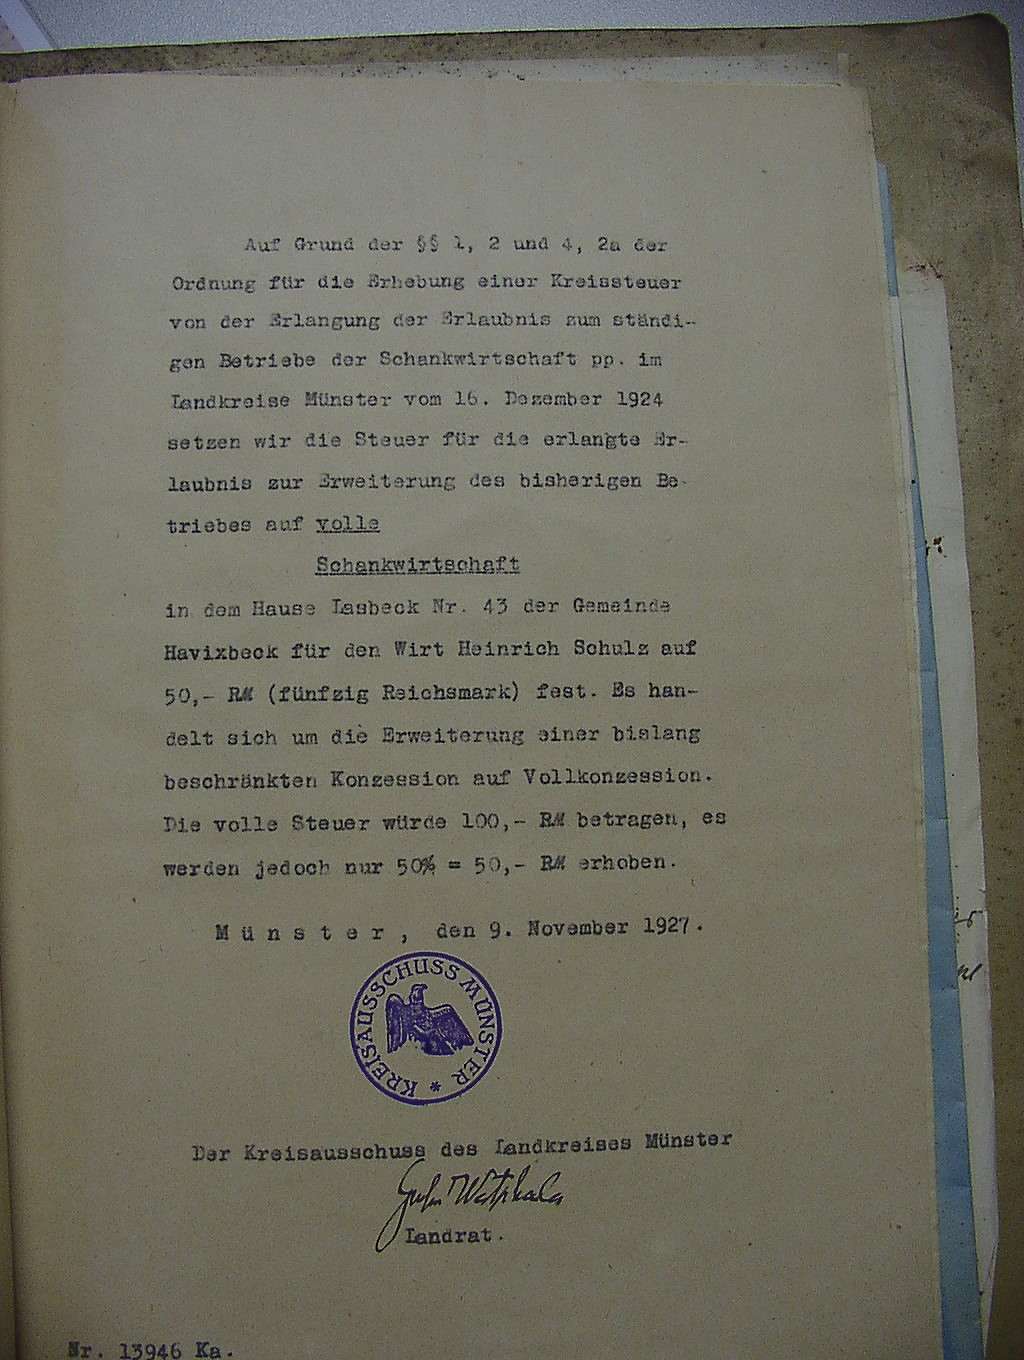 Auf Grund der §§ 1, 2 und 4, 2a der
Ordnung für die Erhebung einer Kreissteuer
von der Erlangung der Erlaubnis zum ständi-
gen Betriebe der Schankwirtschaft pp. im
Landkreise Münster vom 16. Dezember 1924
setzen wir die Steuer für die erlangte Er-
laubnis zur Erweiterung des bisherigen Be-
triebes auf volle
Schankwirtschaft
in dem Hause Lasbeck Nr. 43 der Gemeinde
Havixbeck für den Wirt Heinrich Schulz auf
50,- RM (fünfzig Reichsmark) fest. Es han-
delt sich um die Erweiterung einer bislang
beschränkten Konzession auf Vollkonzession.
Die volle Steuer würde 100,- RM betragen, es
werden jedoch nur 50% = 50,- RM erhoben.
Münster, den 9. November 1927.
KREISAUSSCHUSS MÜNSTER *
Der Kreisausschuss des Landkreises Münster
Landrat.
Nr. 13946 Ka.